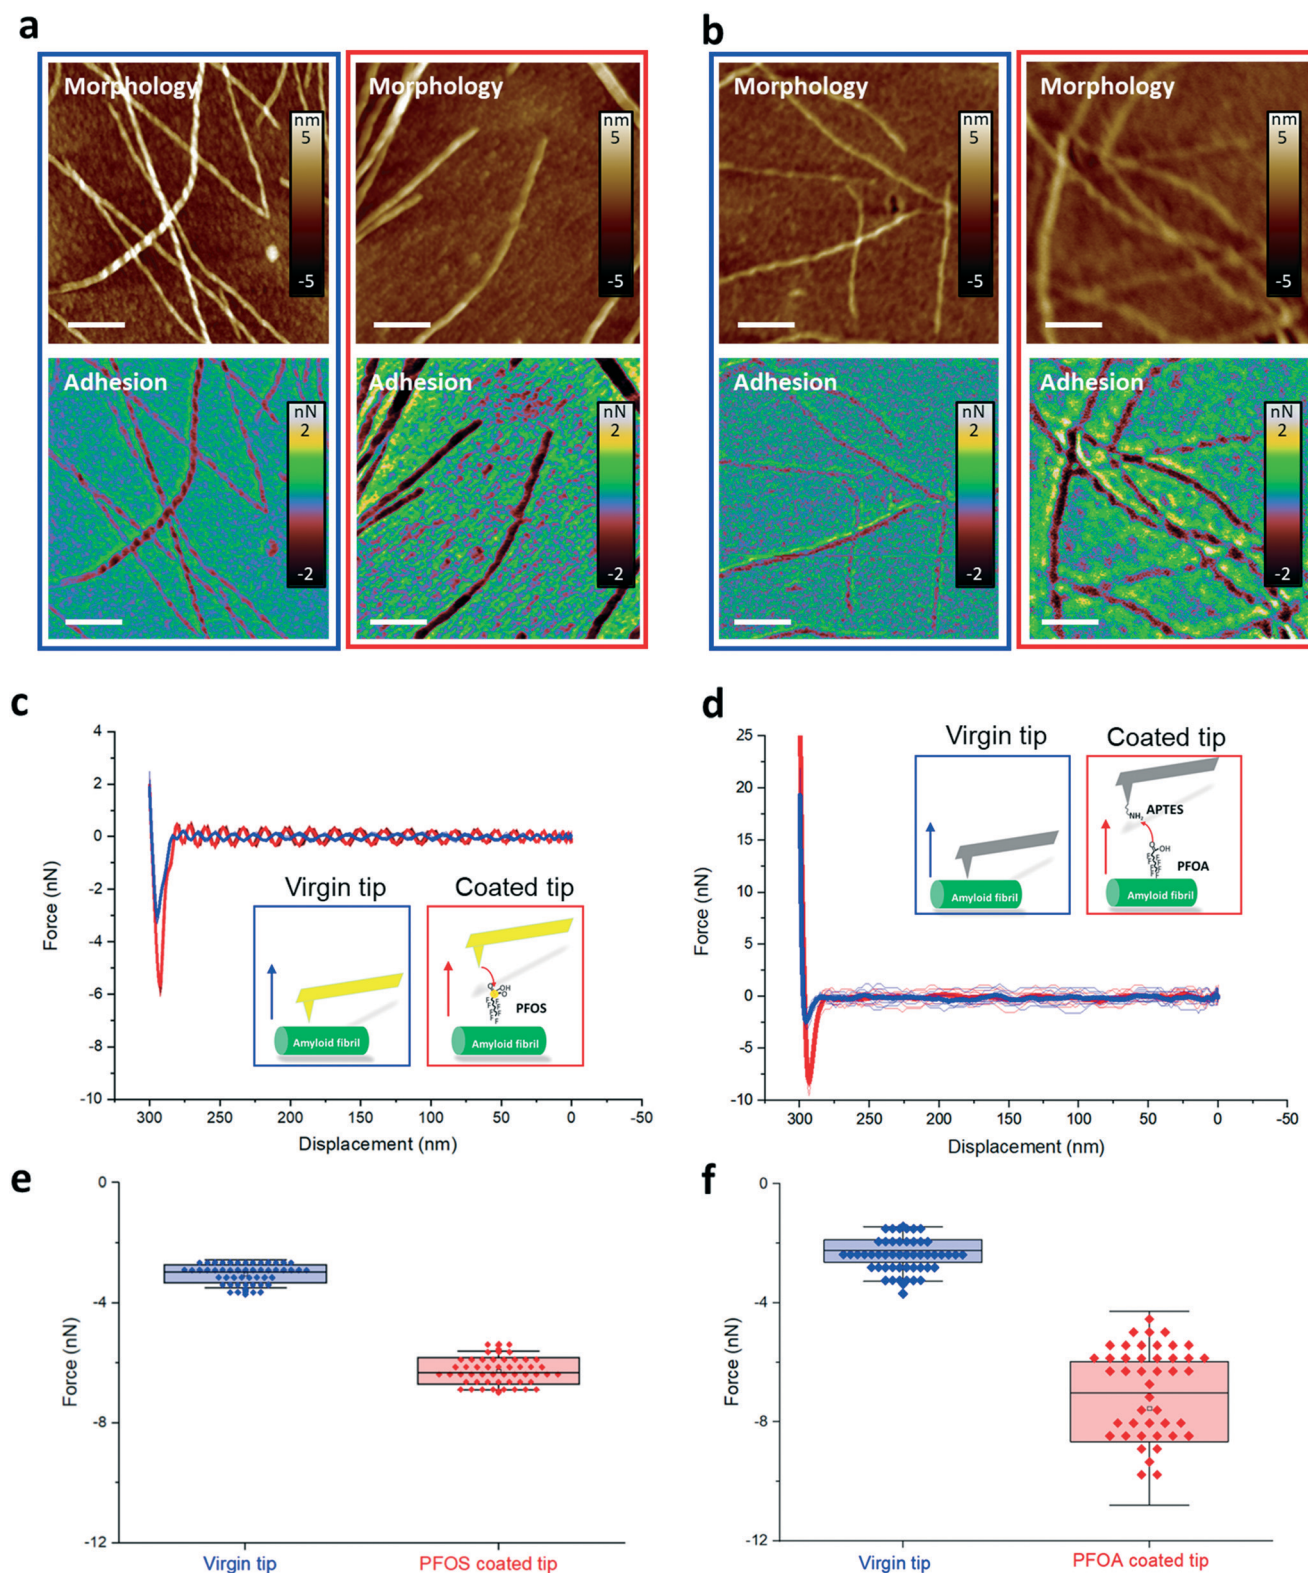 a
b
Morphology
nm
5
-5
Morphology
nm
5
-5
Morphology
nm
5
-5
Morphology
nm
5
-5
Adhesion
nN
2
-2
Adhesion
nN
2
-2
Adhesion
nN
2
-2
Adhesion
nN
2
-2
c
4
2
0
-2
-4
-6
-8
-10
Force (nN)
300
250
200
150
100
50
0
-50
Displacement (nm)
Virgin tip
Coated tip
Amyloid fibril
O
OH
O
F
F
F
F
F
F
PFOS
Amyloid fibril
d
25
20
15
10
5
0
-5
-10
Force (nN)
300
250
200
150
100
50
0
-50
Displacement (nm)
Virgin tip
Coated tip
Amyloid fibril
NH2
APTES
O
OH
F
F
F
F
F
F
PFOA
Amyloid fibril
e
0
-4
-8
-12
Force (nN)
Virgin tip
PFOS coated tip
f
0
-4
-8
-12
Force (nN)
Virgin tip
PFOA coated tip